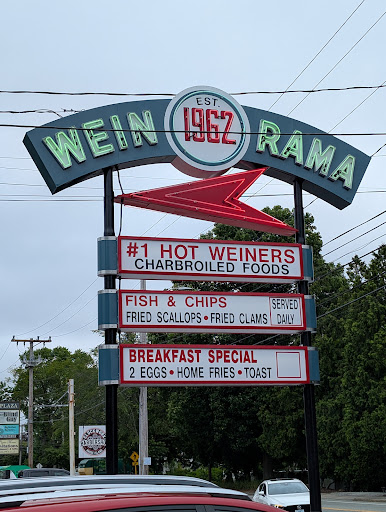 EST.
WEIN 1962 RAMA
#1 HOT WEINERS
CHARBROILED FOODS
FISH & CHIPS
FRIED SCALLOPS • FRIED CLAMS
SERVED
DAILY
BREAKFAST SPECIAL
2 EGGS • HOME FRIES • TOAST
PLAZA